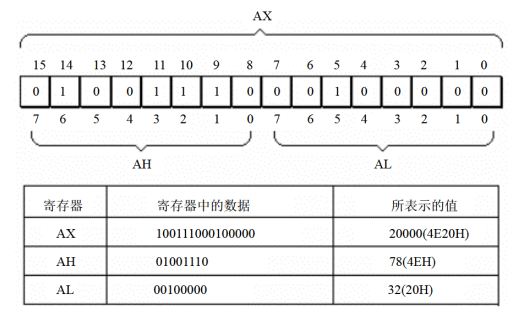 AX
15 14 13 12 11 10 9 8 7 6 5 4 3 2 1 0
0 1 0 0 1 1 1 0 0 0 1 0 0 0 0 0
7 6 5 4 3 2 1 0 7 6 5 4 3 2 1 0
AH AL
寄存器 寄存器中的数据 所表示的值
AX 100111000100000 20000(4E20H)
AH 01001110 78(4EH)
AL 00100000 32(20H)